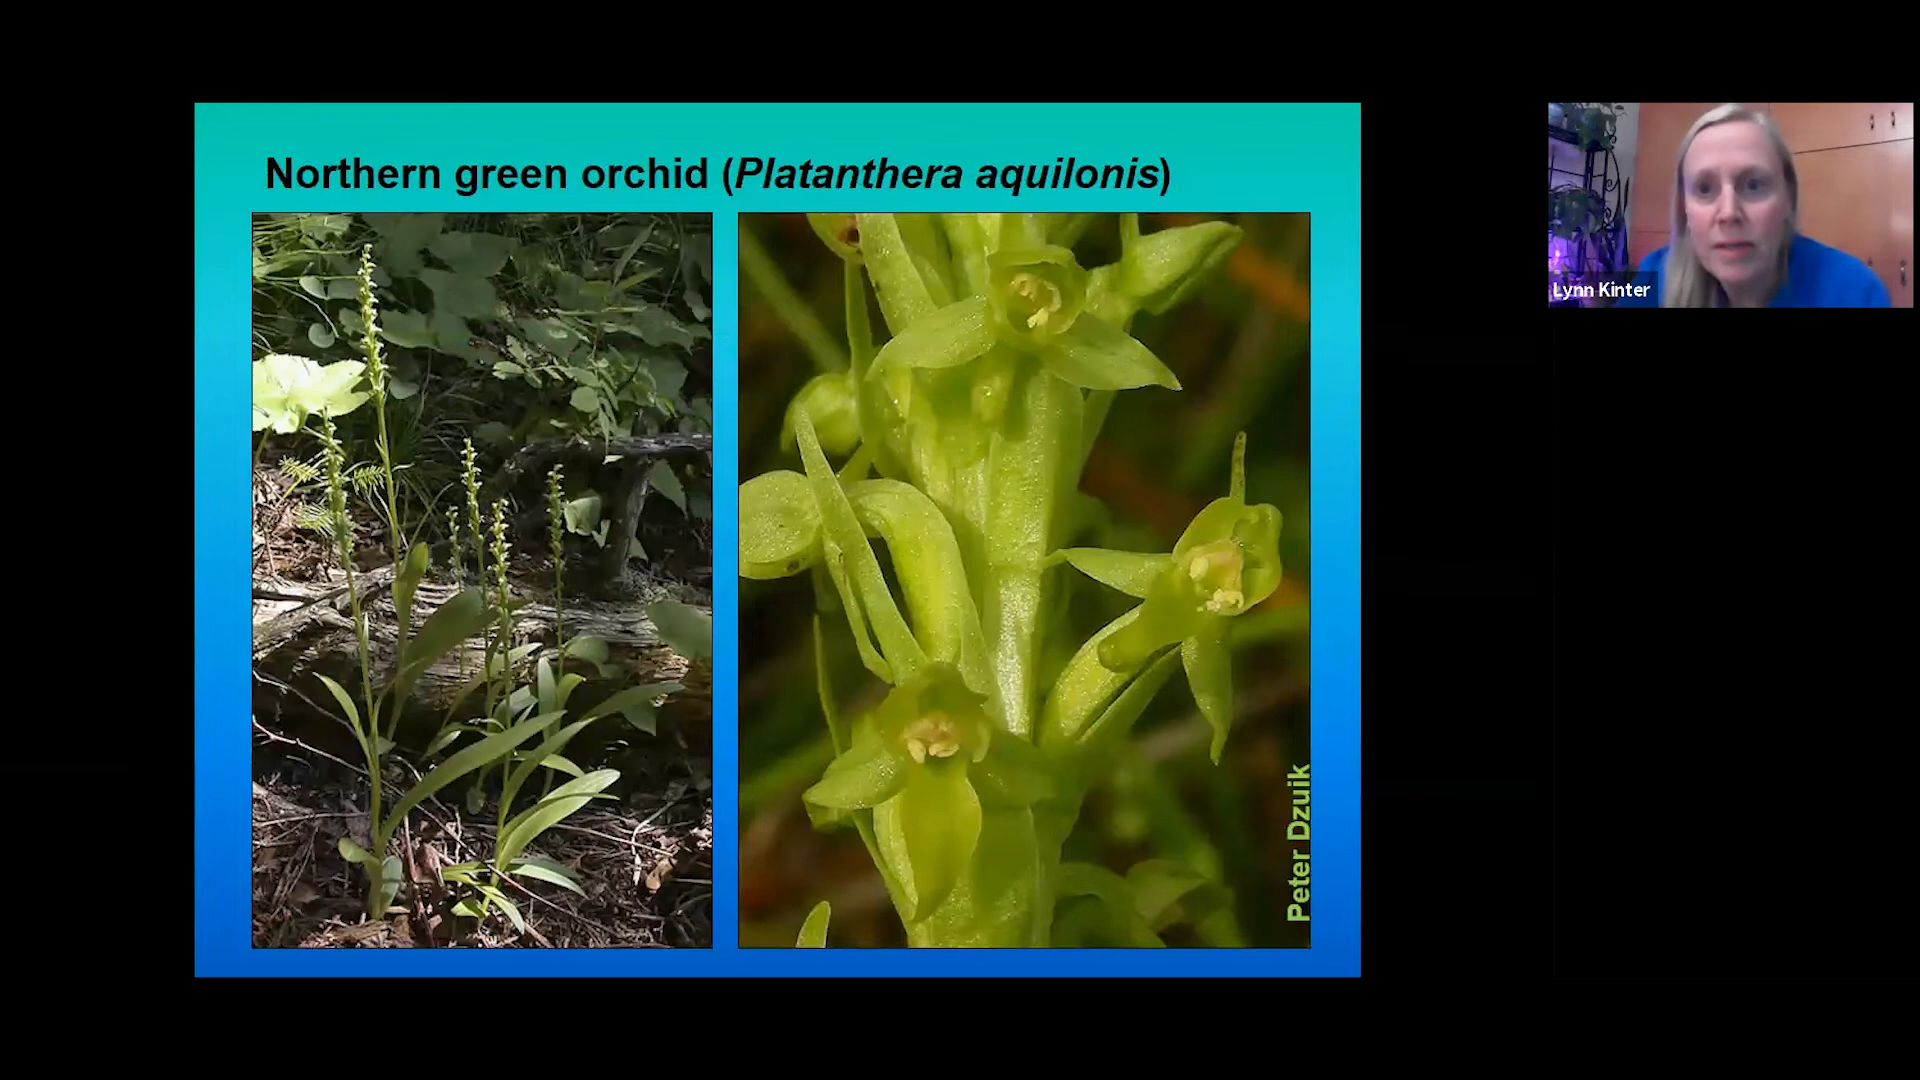 Northern green orchid (Platanthera aquilonis)
Lynn Kinter
Peter Dzuik